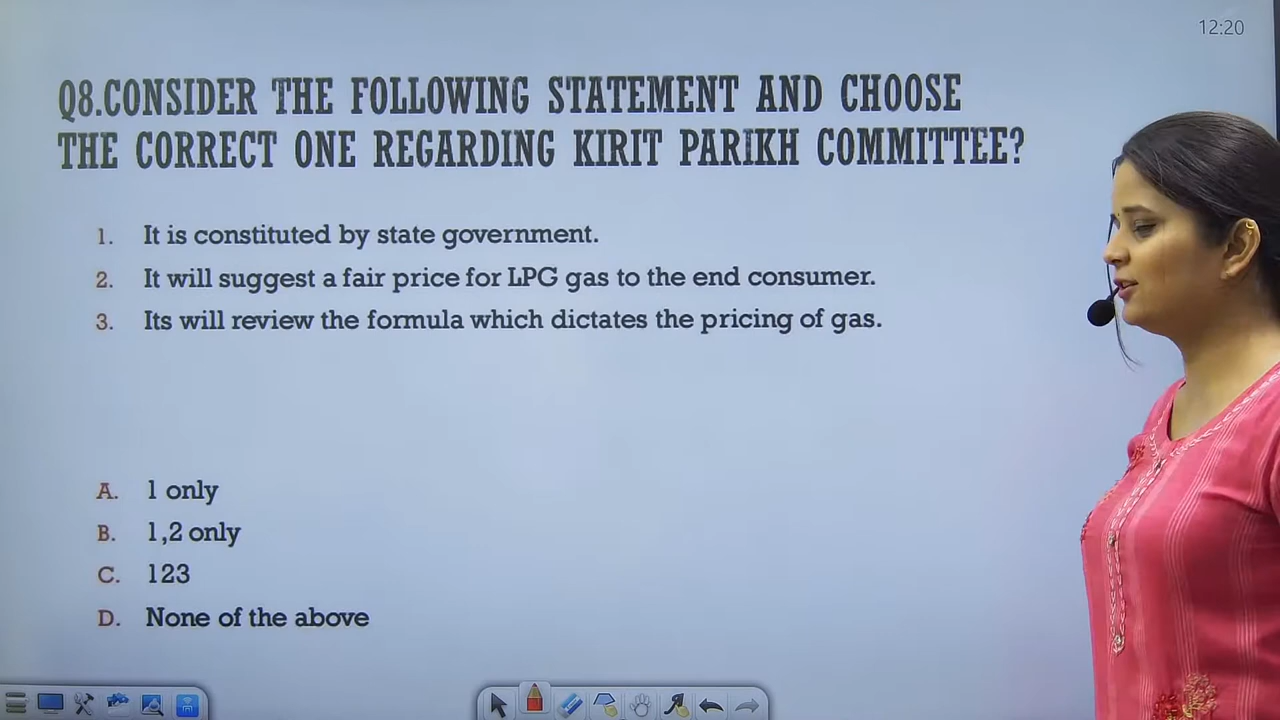 12:20
Q8.CONSIDER THE FOLLOWING STATEMENT AND CHOOSE
THE CORRECT ONE REGARDING KIRIT PARIKH COMMITTEE?
1. It is constituted by state government.
2. It will suggest a fair price for LPG gas to the end consumer.
3. Its will review the formula which dictates the pricing of gas.
A. 1 only
B. 1,2 only
C. 123
D. None of the above